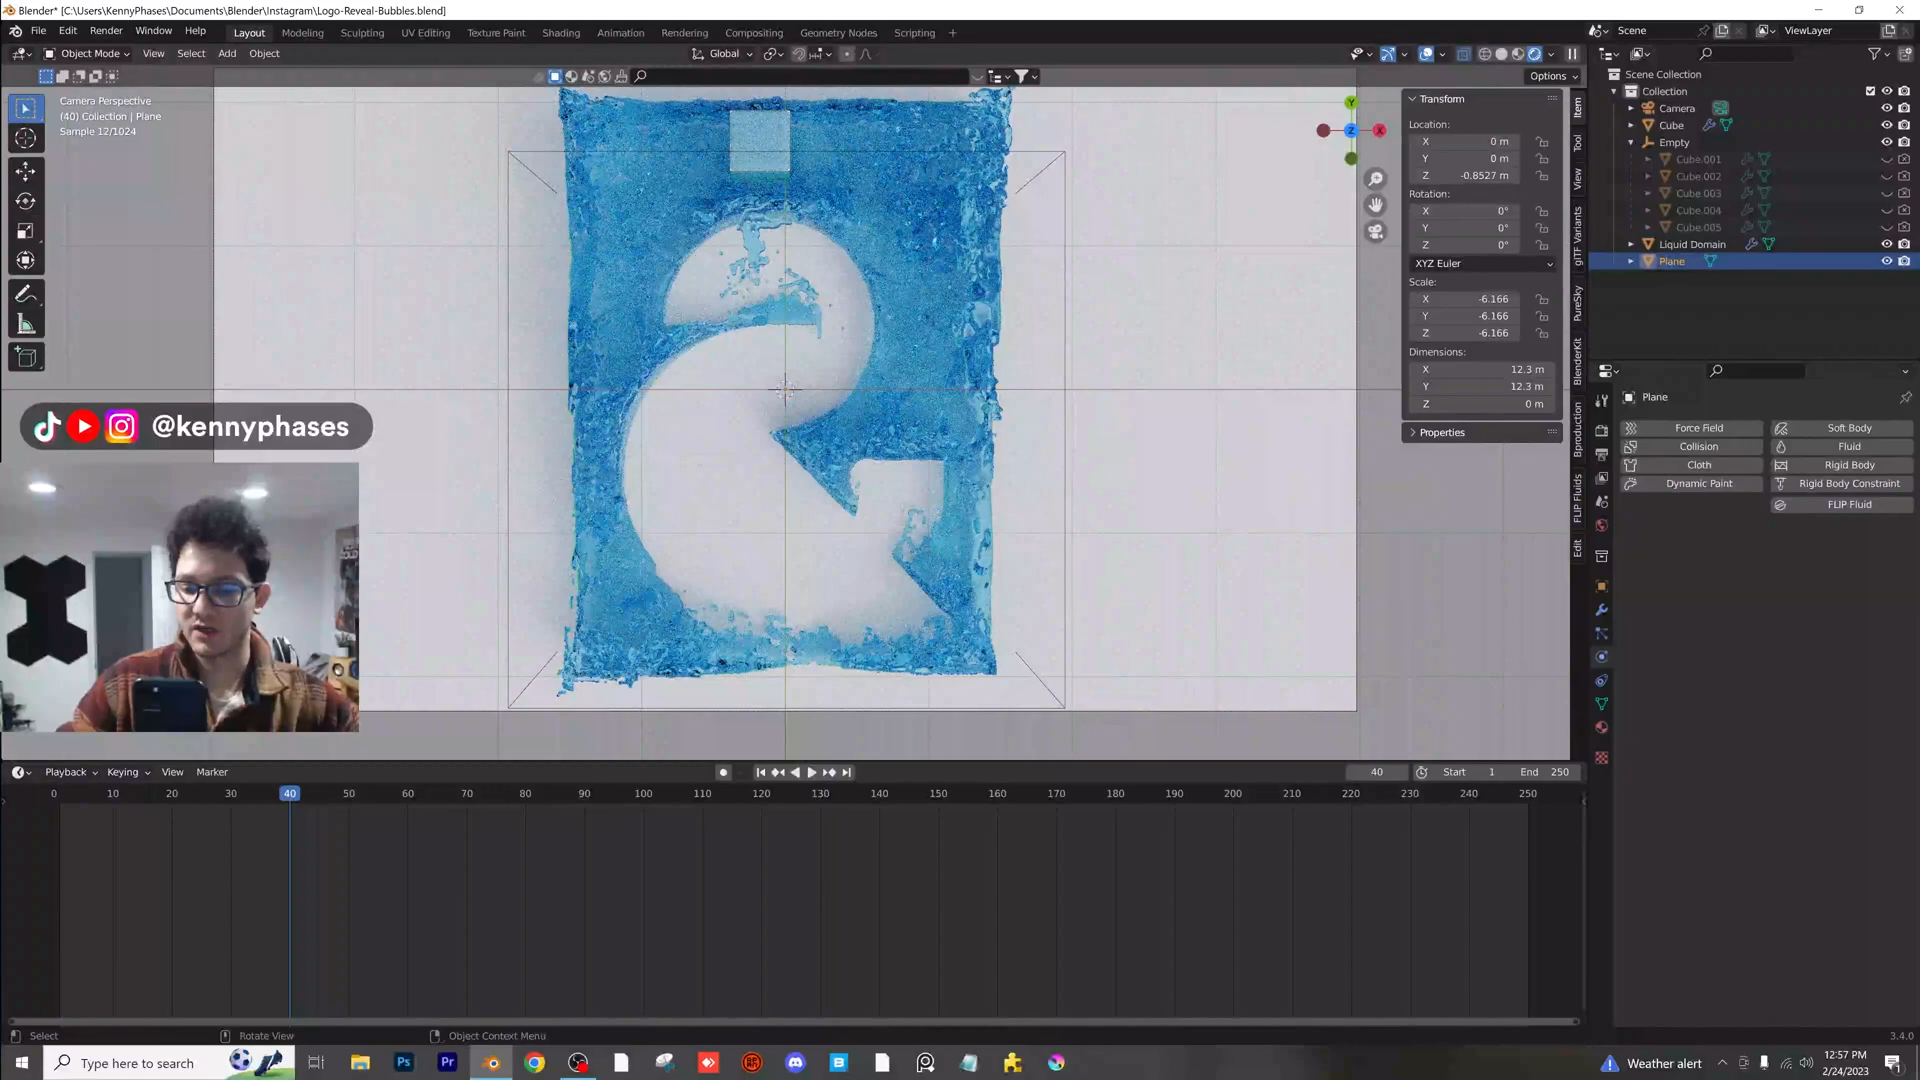 Blender* [C:\Users\KennyPhases\Documents\Blender\Instagram\Logo-Reveal-Bubbles.blend]
File Edit Render Window Help Layout Modeling Sculpting UV Editing Texture Paint Shading Animation Rendering Compositing Geometry Nodes Scripting + Scene ViewLayer
Object Mode View Select Add Object Global
Options
Camera Perspective
(40) Collection | Plane
Sample 12/1024
Y
Z
X
Transform
Location:
X 0 m
Y 0 m
Z -0.8527 m
Rotation:
X 0°
Y 0°
Z 0°
XYZ Euler
Scale:
X -6.166
Y -6.166
Z -6.166
Dimensions:
X 12.3 m
Y 12.3 m
Z 0 m
Properties
Item
Tool
View
glTF Variants
PureSky
BlenderKit
Bproduction
FLIP Fluids
Edit
Scene Collection
Collection
Camera
Cube
Empty
Cube.001
Cube.002
Cube.003
Cube.004
Cube.005
Liquid Domain
Plane
Plane
Force Field Soft Body
Collision Fluid
Cloth Rigid Body
Dynamic Paint Rigid Body Constraint
FLIP Fluid
@kennyphases
Playback Keying View Marker 40 Start 1 End 250
0 10 20 30 40 50 60 70 80 90 100 110 120 130 140 150 160 170 180 190 200 210 220 230 240 250
Select Rotate View Object Context Menu 3.4.0
Type here to search Ps Pr B Weather alert 12:57 PM
2/24/2023
1